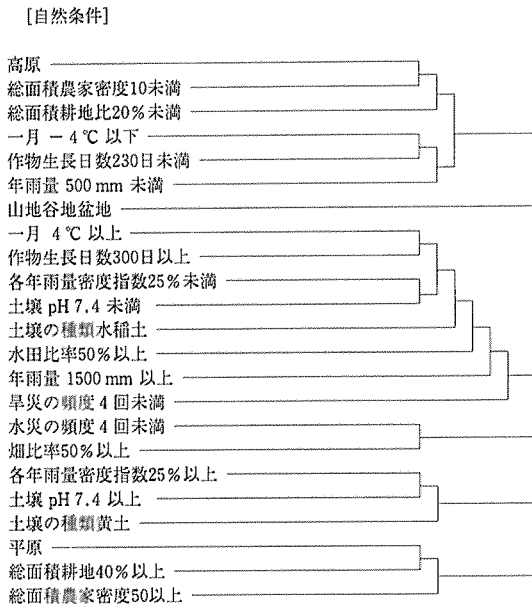 [自然条件]
高原
総面積農家密度10未満
総面積耕地比20%未満
一月 －4℃ 以下
作物生長日数230日未満
年雨量 500 mm 未満
山地谷地盆地
一月 4℃ 以上
作物生長日数300日以上
各年雨量密度指数25%未満
土壌 pH 7.4 未満
土壌の種類水稲土
水田比率50%以上
年雨量 1500 mm 以上
旱災の頻度 4 回未満
水災の頻度 4 回未満
畑比率50%以上
各年雨量密度指数25%以上
土壌 pH 7.4 以上
土壌の種類黄土
平原
総面積耕地40%以上
総面積農家密度50以上